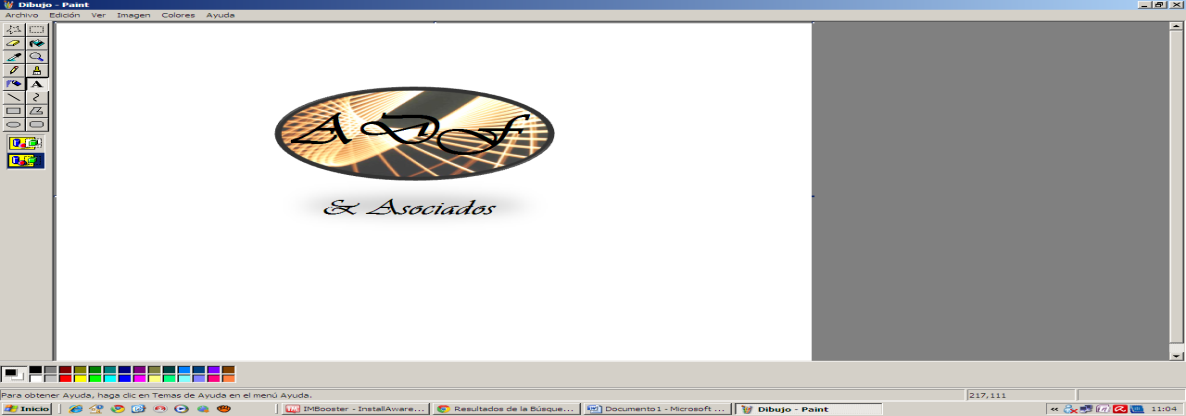 Dibujo - Paint
Archivo Edición Ver Imagen Colores Ayuda
A
ADF
& Asociados
Para obtener Ayuda, haga clic en Temas de Ayuda en el menú Ayuda.
217,111
Inicio
IMBooster - InstallAware...
Resultados de la Búsque...
Documento1 - Microsoft ...
Dibujo - Paint
«
11:04